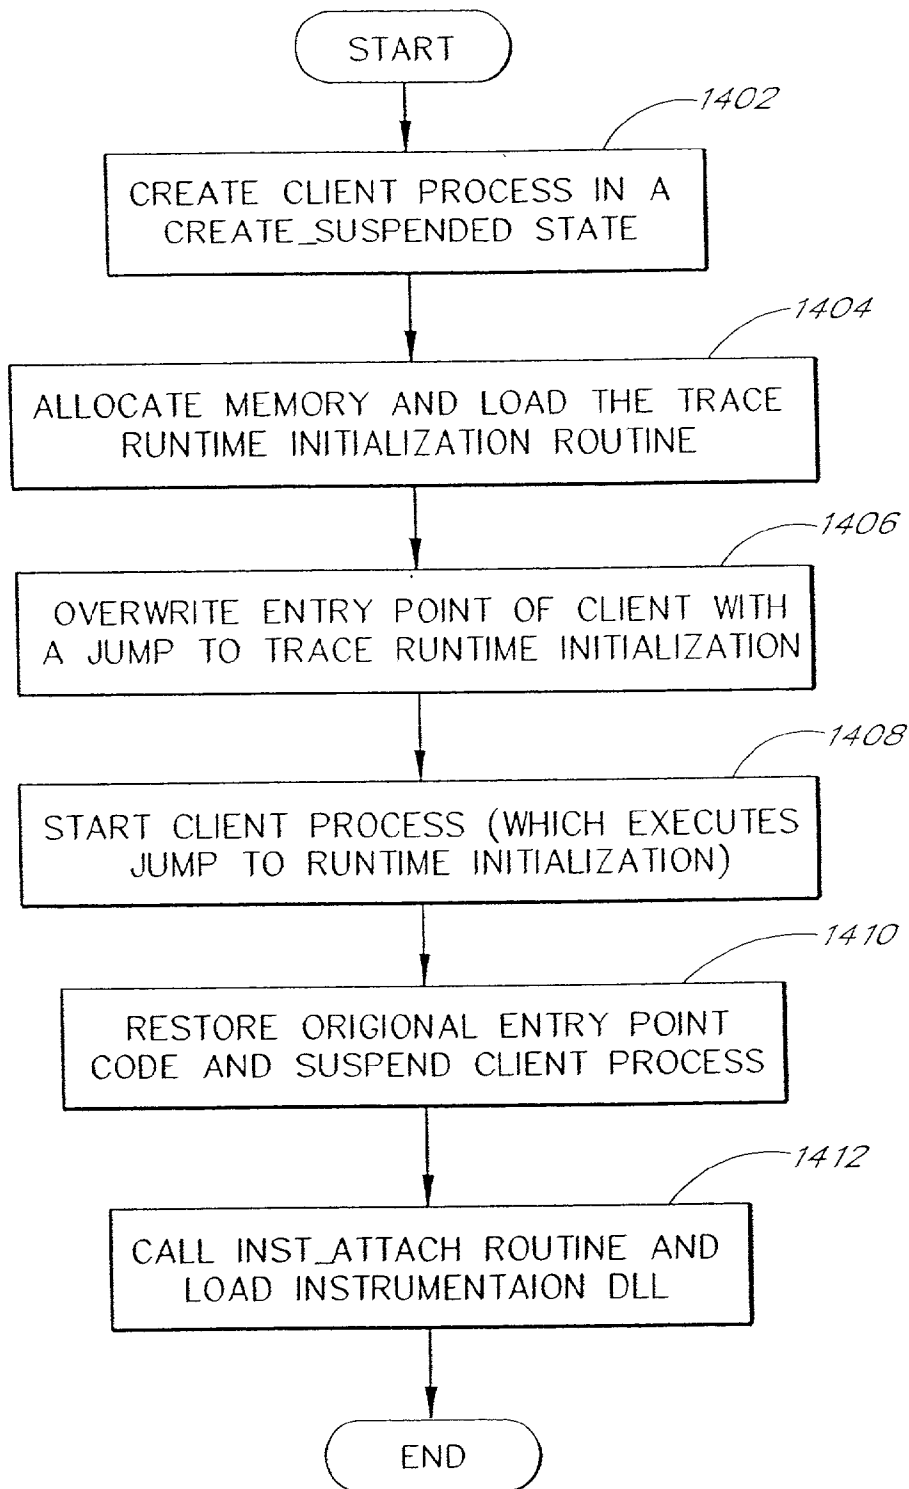 START
1402
CREATE CLIENT PROCESS IN A
CREATE_SUSPENDED STATE
1404
ALLOCATE MEMORY AND LOAD THE TRACE
RUNTIME INITIALIZATION ROUTINE
1406
OVERWRITE ENTRY POINT OF CLIENT WITH
A JUMP TO TRACE RUNTIME INITIALIZATION
1408
START CLIENT PROCESS (WHICH EXECUTES
JUMP TO RUNTIME INITIALIZATION)
1410
RESTORE ORIGIONAL ENTRY POINT
CODE AND SUSPEND CLIENT PROCESS
1412
CALL INST_ATTACH ROUTINE AND
LOAD INSTRUMENTAION DLL
END